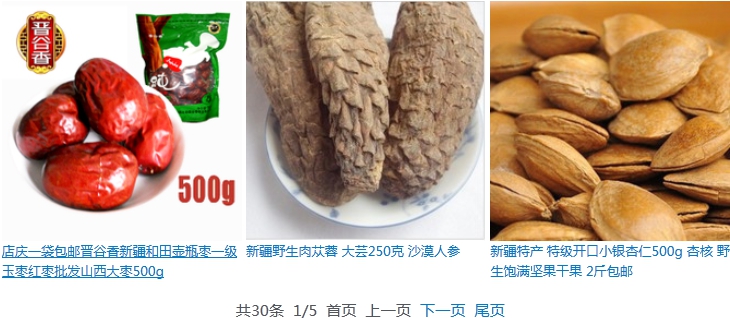 晋谷香
500g
店庆一袋包邮晋谷香新疆和田壶瓶枣一级
玉枣红枣批发山西大枣500g
新疆野生肉苁蓉 大芸250克 沙漠人参
新疆特产 特级开口小银杏仁500g 杏核 野
生饱满坚果干果 2斤包邮
共30条 1/5 首页 上一页 下一页 尾页